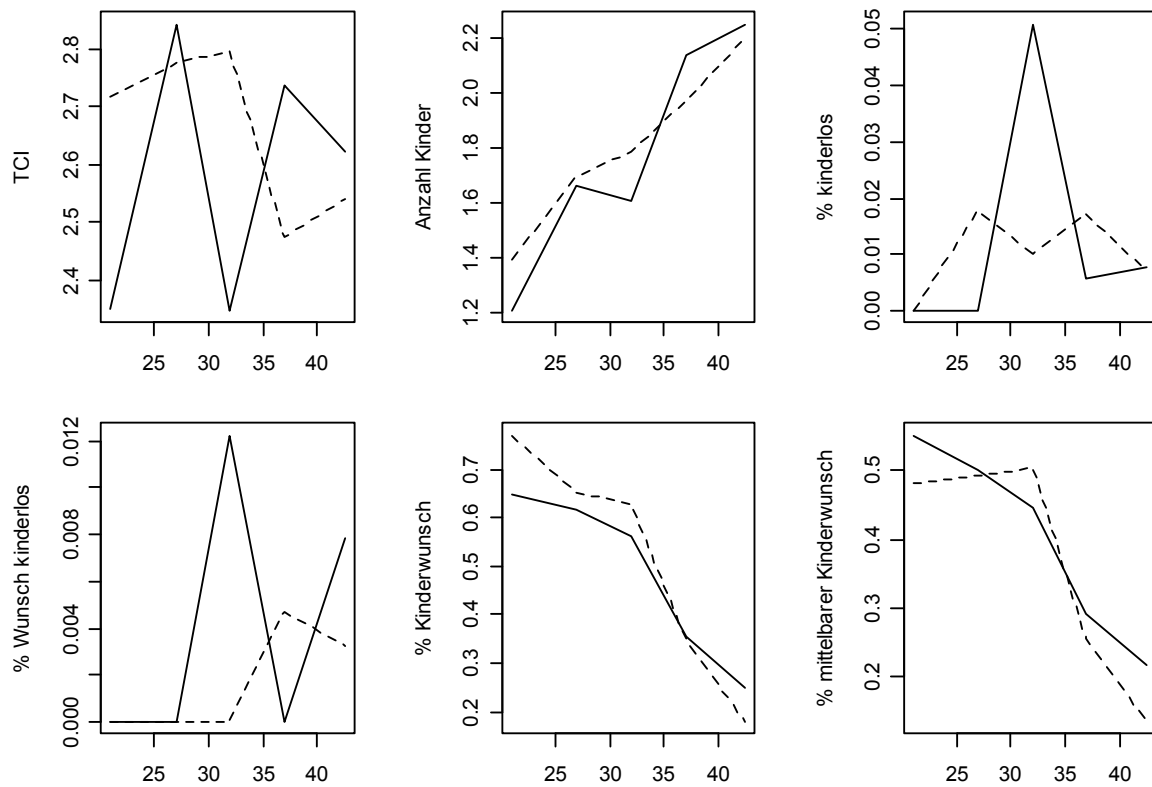 TCI
2.8
2.7
2.6
2.5
2.4
25 30 35 40
Anzahl Kinder
2.2
2.0
1.8
1.6
1.4
1.2
25 30 35 40
% kinderlos
0.05
0.04
0.03
0.02
0.01
0.00
25 30 35 40
% Wunsch kinderlos
0.012
0.008
0.004
0.000
25 30 35 40
% Kinderwunsch
0.7
0.6
0.5
0.4
0.3
0.2
25 30 35 40
% mittelbarer Kinderwunsch
0.5
0.4
0.3
0.2
25 30 35 40